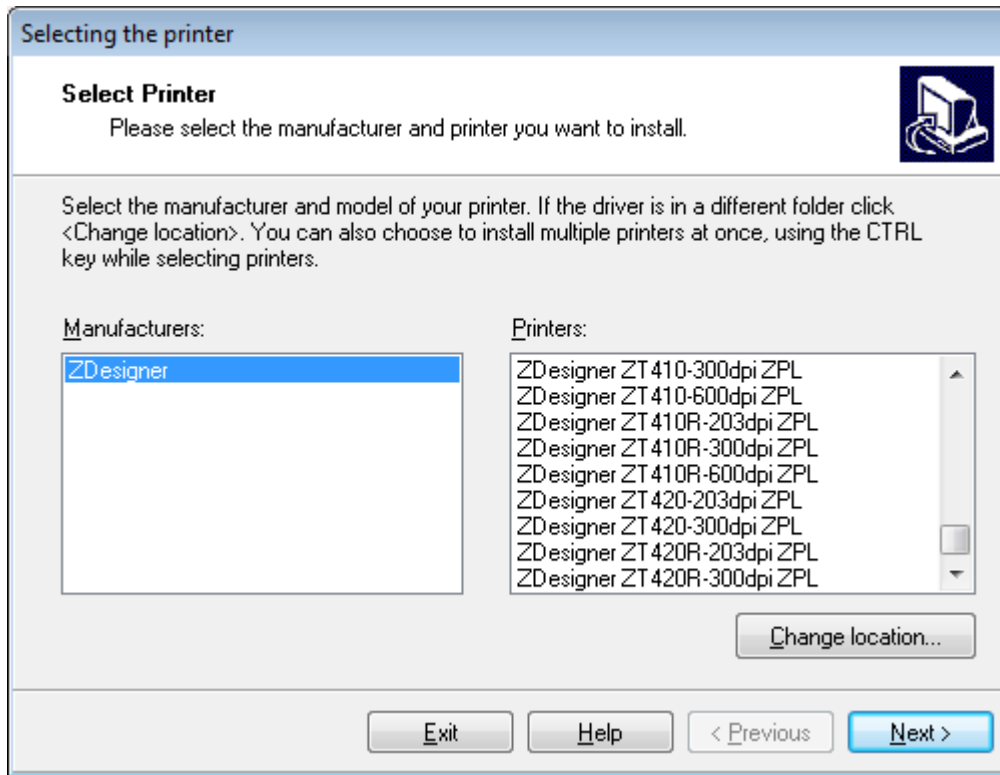 Selecting the printer
Select Printer
Please select the manufacturer and printer you want to install.
Select the manufacturer and model of your printer. If the driver is in a different folder click
<Change location>. You can also choose to install multiple printers at once, using the CTRL
key while selecting printers.
Manufacturers:
ZDesigner
Printers:
ZDesigner ZT410-300dpi ZPL
ZDesigner ZT410-600dpi ZPL
ZDesigner ZT410R-203dpi ZPL
ZDesigner ZT410R-300dpi ZPL
ZDesigner ZT410R-600dpi ZPL
ZDesigner ZT420-203dpi ZPL
ZDesigner ZT420-300dpi ZPL
ZDesigner ZT420R-203dpi ZPL
ZDesigner ZT420R-300dpi ZPL
Change location...
Exit
Help
< Previous
Next >